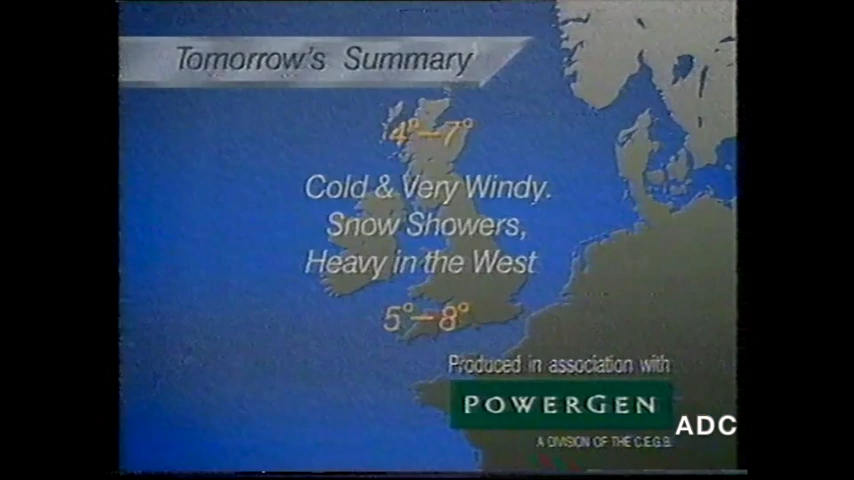 Tomorrow's Summary
4°–7°
Cold & Very Windy.
Snow Showers,
Heavy in the West
5°–8°
Produced in association with
POWERGEN
A DIVISION OF THE C.E.G.B.
ADC